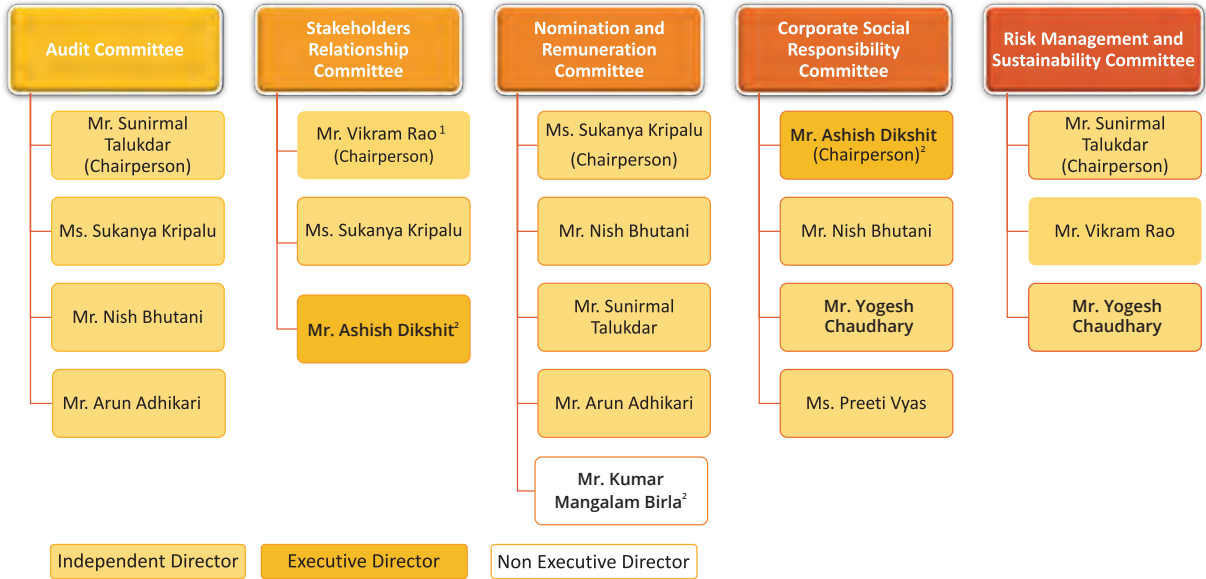 Audit Committee
Mr. Sunirmal
Talukdar
(Chairperson)
Ms. Sukanya Kripalu
Mr. Nish Bhutani
Mr. Arun Adhikari
Stakeholders
Relationship
Committee
Mr. Vikram Rao¹
(Chairperson)
Ms. Sukanya Kripalu
Mr. Ashish Dikshit²
Nomination and
Remuneration
Committee
Ms. Sukanya Kripalu
(Chairperson)
Mr. Nish Bhutani
Mr. Sunirmal
Talukdar
Mr. Arun Adhikari
Mr. Kumar
Mangalam Birla²
Corporate Social
Responsibility
Committee
Mr. Ashish Dikshit
(Chairperson)²
Mr. Nish Bhutani
Mr. Yogesh
Chaudhary
Ms. Preeti Vyas
Risk Management and
Sustainability Committee
Mr. Sunirmal
Talukdar
(Chairperson)
Mr. Vikram Rao
Mr. Yogesh
Chaudhary
Independent Director
Executive Director
Non Executive Director